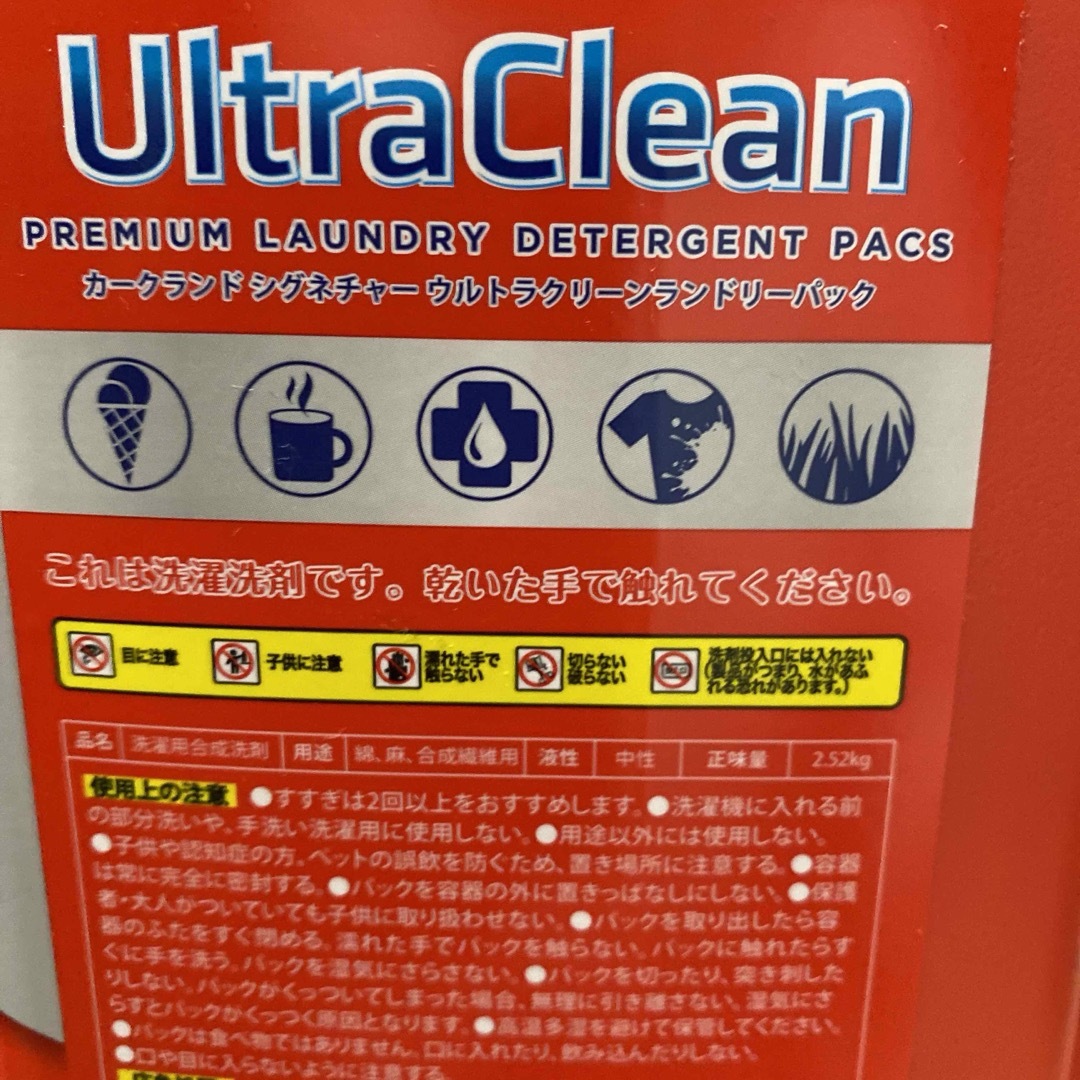 UltraClean
PREMIUM LAUNDRY DETERGENT PACS
カークランド シグネチャー ウルトラクリーンランドリーパック
これは洗濯洗剤です。乾いた手で触れてください。
目に注意
子供に注意
濡れた手で
触らない
切らない
破らない
洗剤投入口には入れない
(製品がつまり、水があふ
れる恐れがあります。)
品名 洗濯用合成洗剤 用途 綿、麻、合成繊維用 液性 中性 正味量 2.52kg
使用上の注意 ●すすぎは2回以上をおすすめします。●洗濯機に入れる前
の部分洗いや、手洗い洗濯用に使用しない。●用途以外には使用しない。
●子供や認知症の方、ペットの誤飲を防ぐため、置き場所に注意する。●容器
は常に完全に密封する。●パックを容器の外に置きっぱなしにしない。●保護
者・大人がついていても子供に取り扱わせない。●パックを取り出したら容
器のふたをすぐ閉める。濡れた手でパックを触らない。パックに触れたらす
ぐに手を洗う。パックを湿気にさらさない。●パックを切ったり、突き刺した
りしない。パックがくっついてしまった場合、無理に引き離さない。湿気にさ
らすとパックがくっつく原因となります。●高温多湿を避けて保管してください。
●パックは食べ物ではありません。口に入れたり、飲み込んだりしない。
●口や目に入らないように注意する。